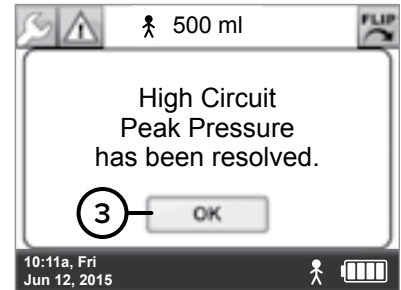 500 ml
FLIP
High Circuit
Peak Pressure
has been resolved.
3
OK
10:11a, Fri
Jun 12, 2015